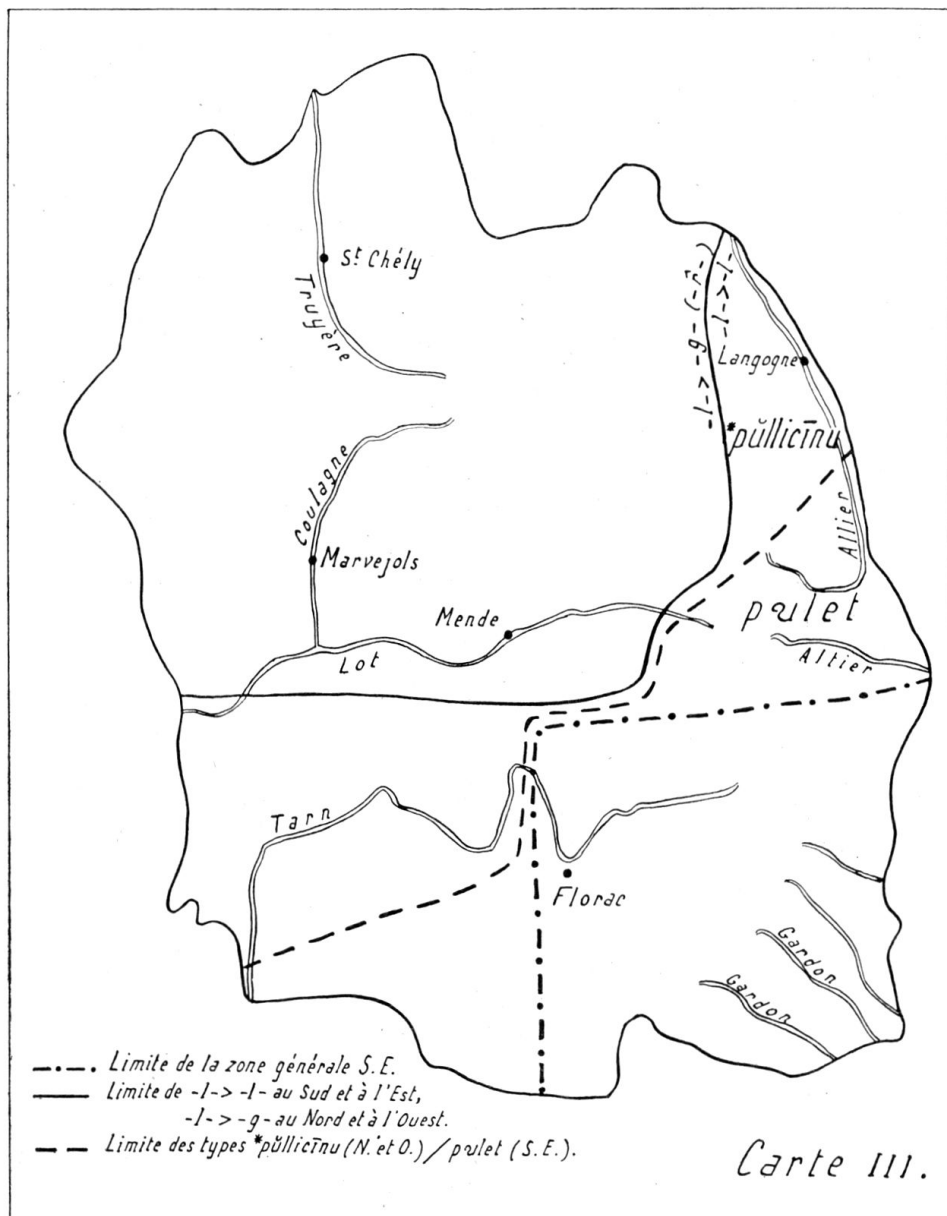 St. Chély
Truyère
-l-> -g- (-r̂-)
-l->-l-
Langogne
*pŭllicīnu
Coulagne
Marvejols
Allier
Mende
pulet
Lot
Altier
Tarn
Florac
Gardon
Gardon
Limite de la zone générale S.E.
Limite de -l-> -l- au Sud et à l'Est,
-l-> -g- au Nord et à l'Ouest.
Limite des types *pŭllicīnu (N. et O.) / pulet (S.E.).
Carte III.